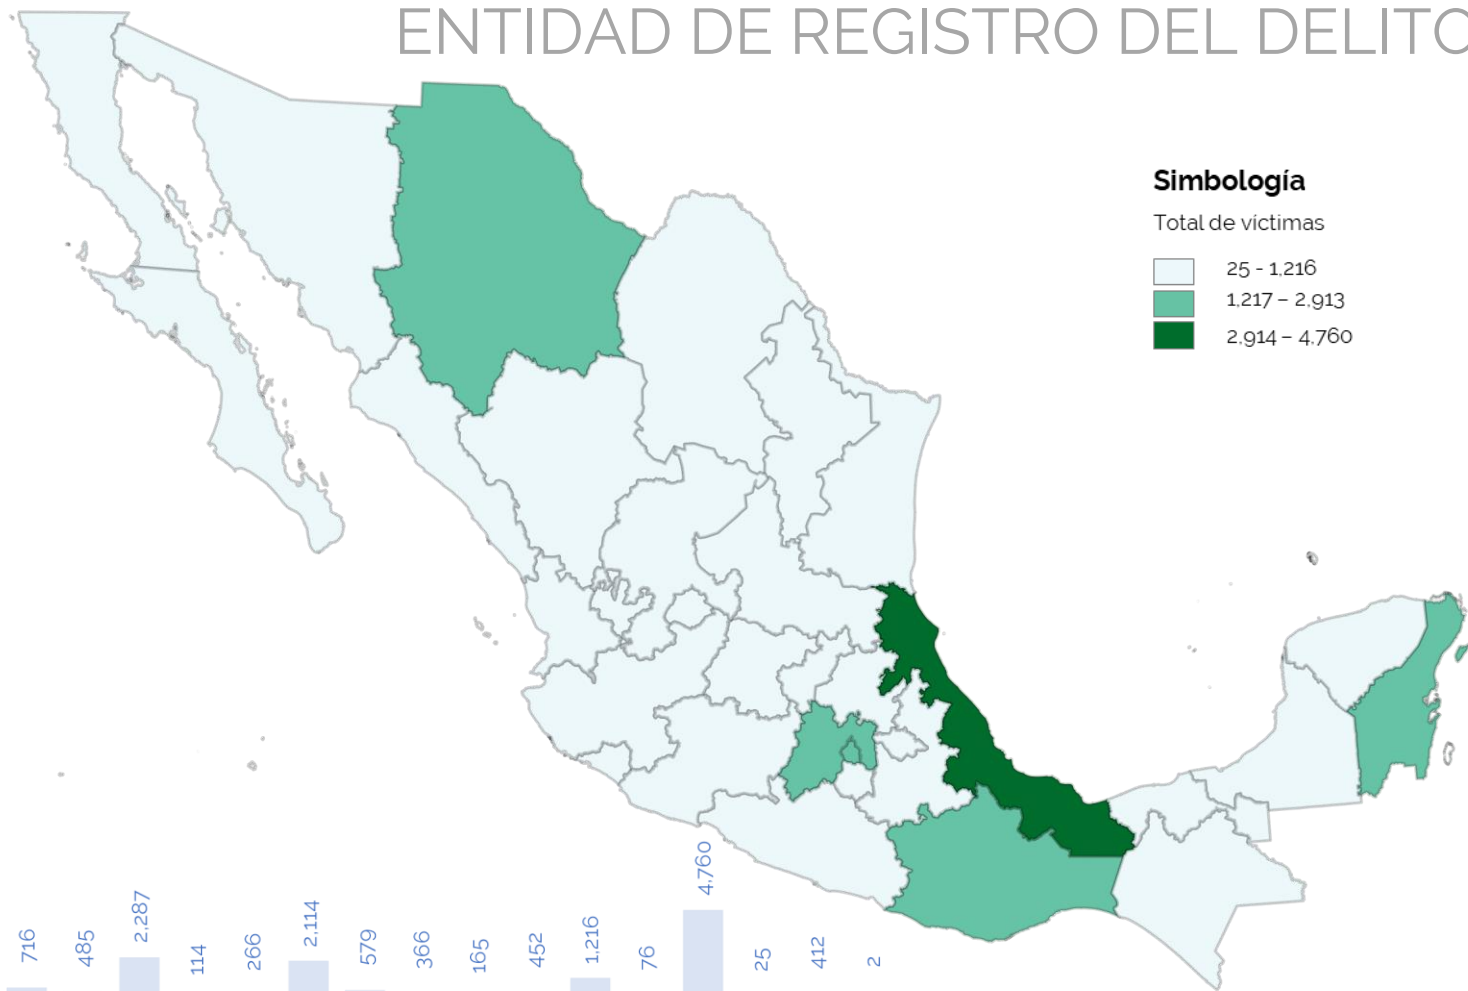 ENTIDAD DE REGISTRO DEL DELITO
Simbología
Total de víctimas
25 - 1,216
1,217 – 2,913
2,914 – 4,760
716
485
2,287
114
266
2,114
579
366
165
452
1,216
76
4,760
25
412
2